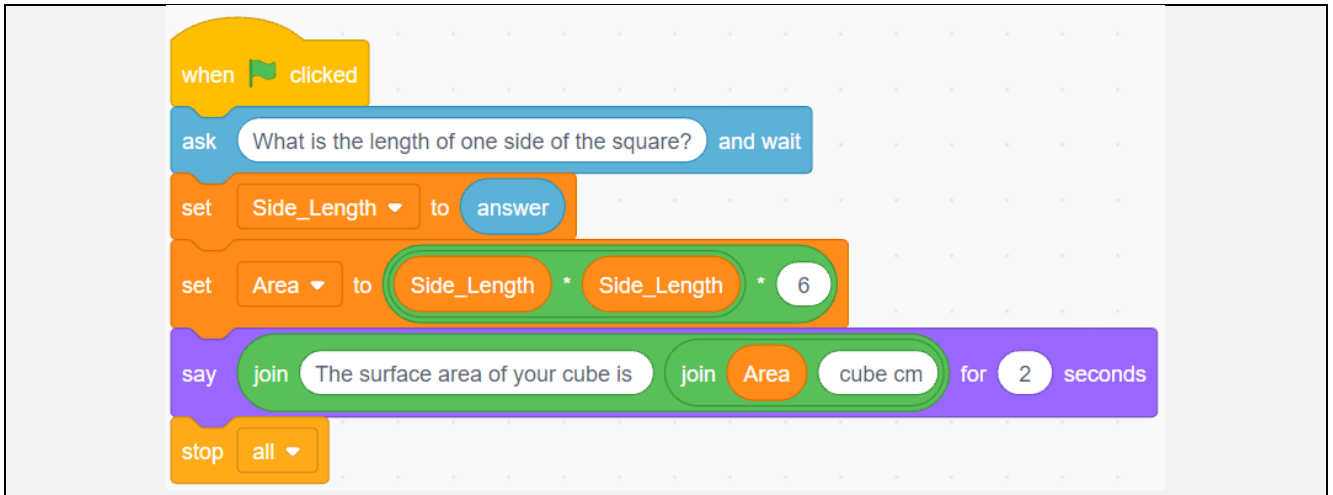 when clicked
ask What is the length of one side of the square? and wait
set Side_Length to answer
set Area to Side_Length * Side_Length * 6
say join The surface area of your cube is join Area cube cm for 2 seconds
stop all